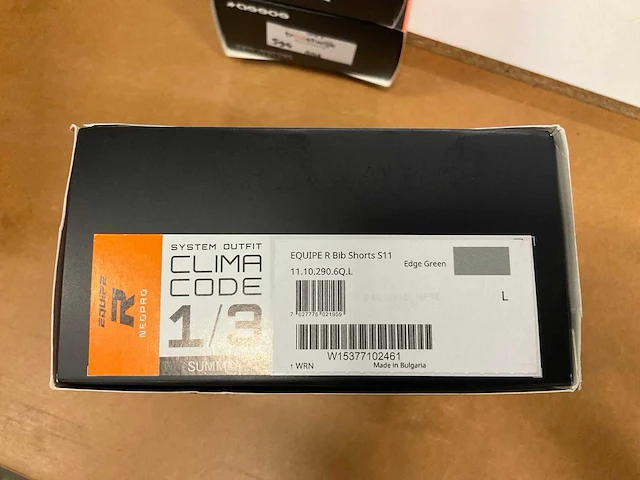 EQUIPE
R
NEOPRO
SYSTEM OUTFIT
CLIMA
CODE
1/3
SUMMER
EQUIPE R Bib Shorts S11
11.10.290.6Q.L
Edge Green
L
W15377102461
↑ WRN
Made in Bulgaria